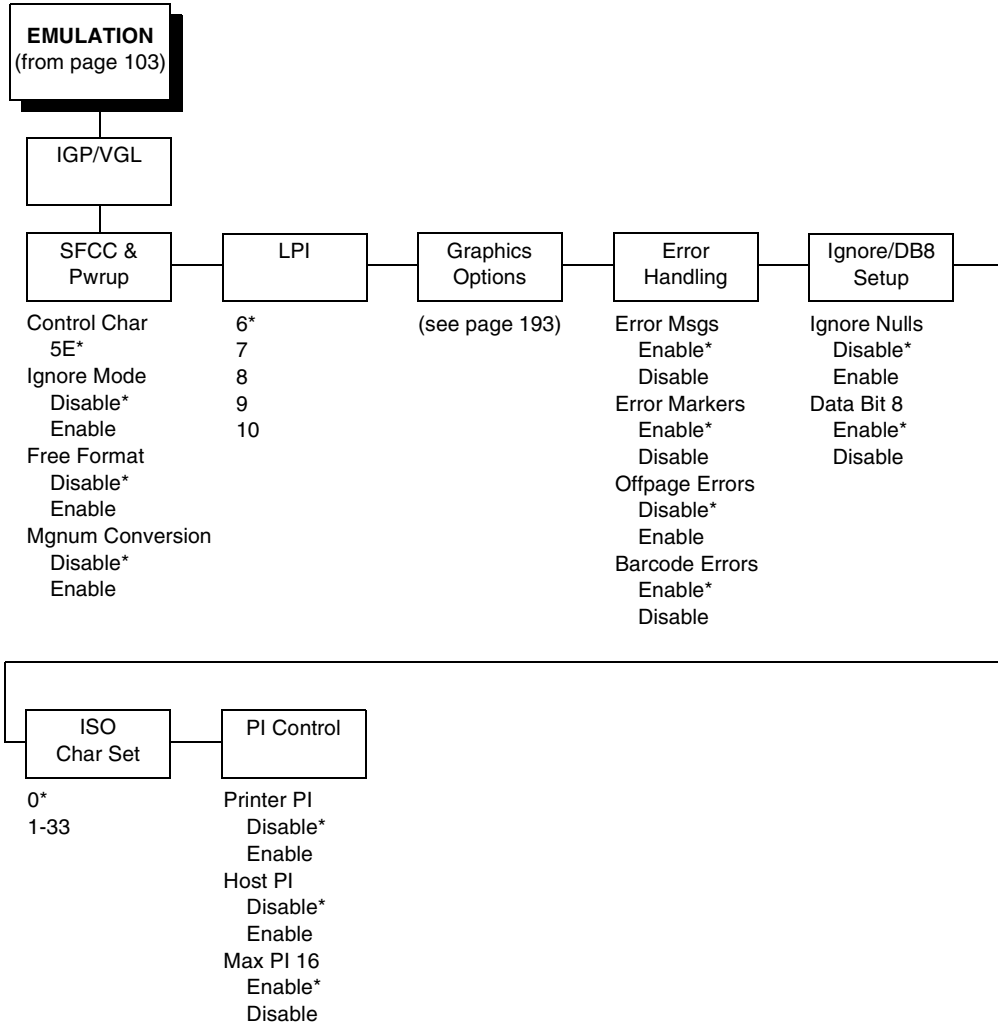 EMULATION
(from page 103)
IGP/VGL
SFCC &
Pwrup
Control Char
5E*
Ignore Mode
Disable*
Enable
Free Format
Disable*
Enable
Mgnum Conversion
Disable*
Enable
LPI
6*
7
8
9
10
Graphics
Options
(see page 193)
Error
Handling
Error Msgs
Enable*
Disable
Error Markers
Enable*
Disable
Offpage Errors
Disable*
Enable
Barcode Errors
Enable*
Disable
Ignore/DB8
Setup
Ignore Nulls
Disable*
Enable
Data Bit 8
Enable*
Disable
ISO
Char Set
0*
1-33
PI Control
Printer PI
Disable*
Enable
Host PI
Disable*
Enable
Max PI 16
Enable*
Disable